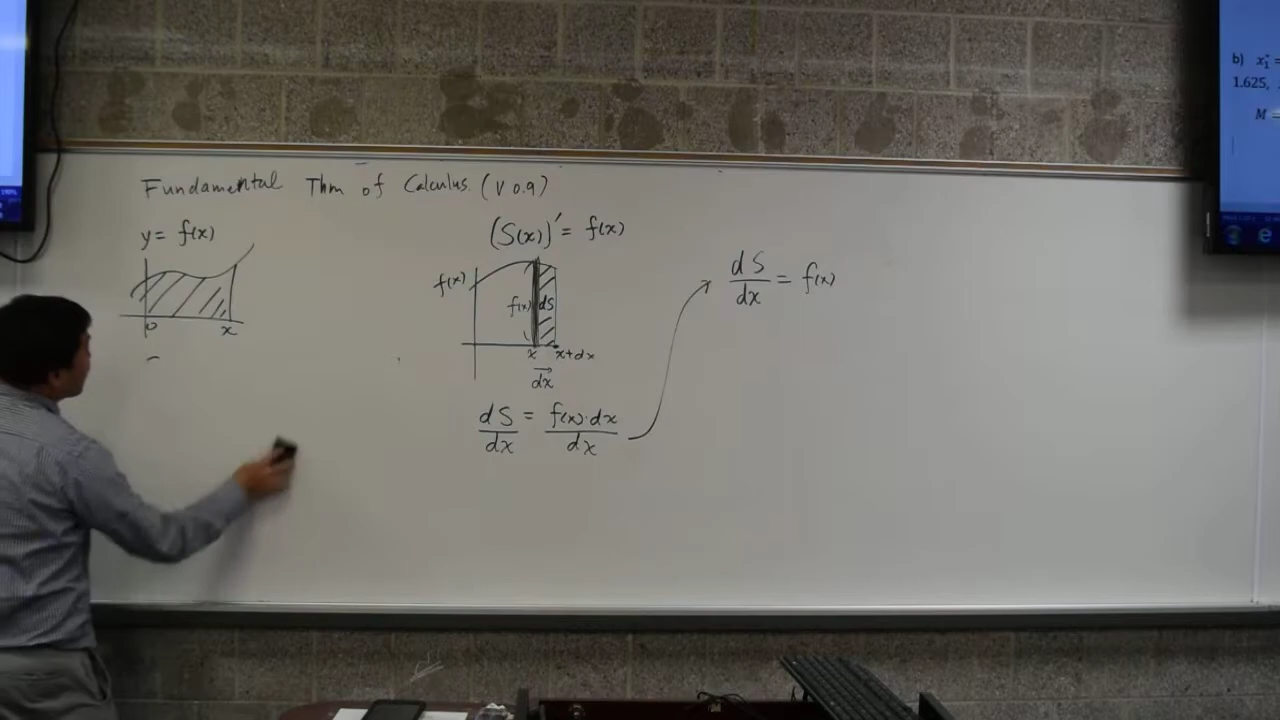 Fundamental Thm of Calculus. (V 0.9)
y = f(x)
0 x
(S(x))' = f(x)
f(x)
f(x) dS
x x+dx
dx
dS/dx = f(x)·dx/dx
dS/dx = f(x)
b) x₁* =
1.625,
M =